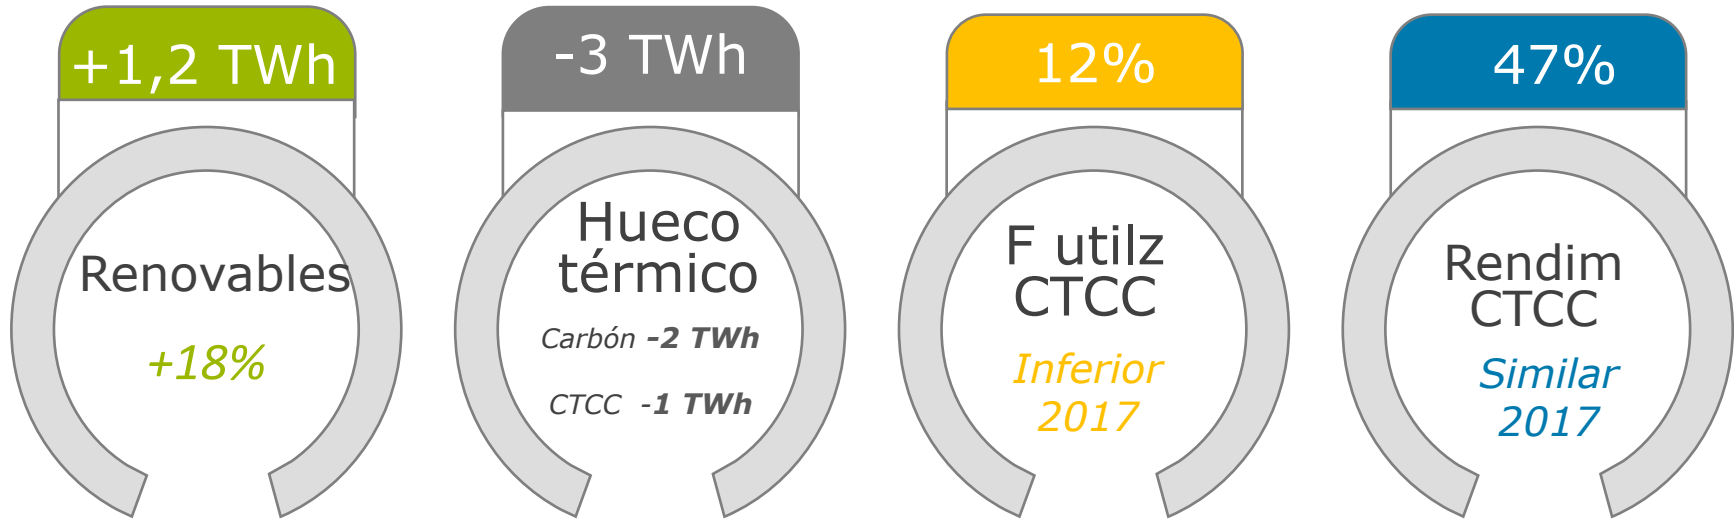 +1,2 TWh
Renovables
+18%
-3 TWh
Hueco
térmico
Carbón -2 TWh
CTCC -1 TWh
12%
F utilz
CTCC
Inferior
2017
47%
Rendim
CTCC
Similar
2017